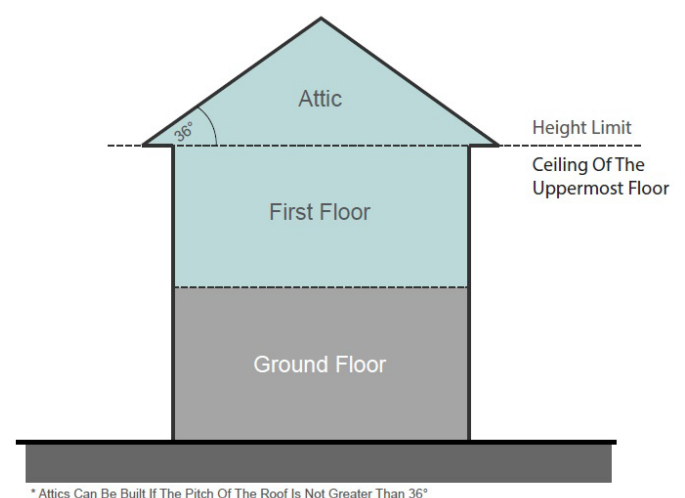 Attic
36°
Height Limit
Ceiling Of The
Uppermost Floor
First Floor
Ground Floor
* Attics Can Be Built If The Pitch Of The Roof Is Not Greater Than 36°